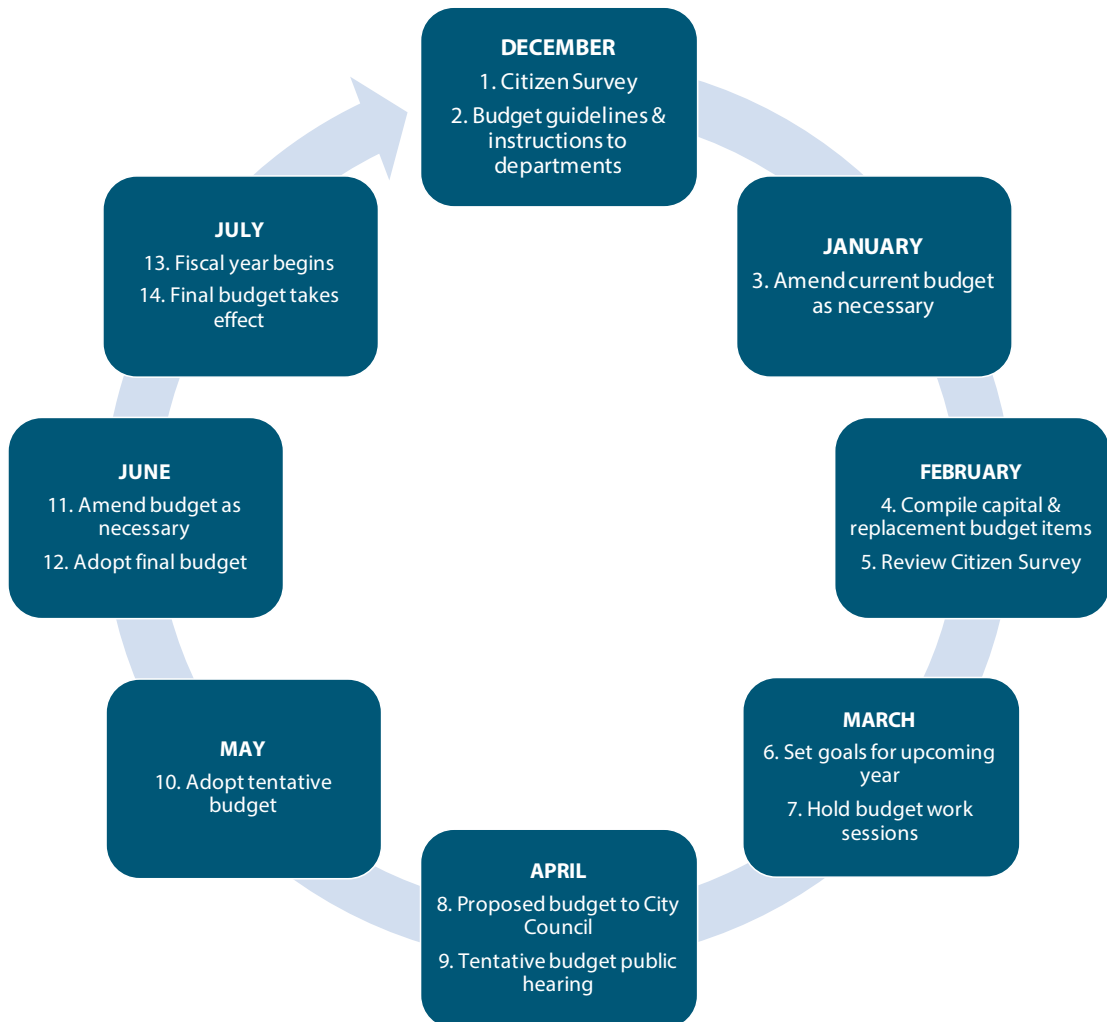 DECEMBER
1. Citizen Survey
2. Budget guidelines &
instructions to
departments
JANUARY
3. Amend current budget
as necessary
FEBRUARY
4. Compile capital &
replacement budget items
5. Review Citizen Survey
MARCH
6. Set goals for upcoming
year
7. Hold budget work
sessions
APRIL
8. Proposed budget to City
Council
9. Tentative budget public
hearing
MAY
10. Adopt tentative
budget
JUNE
11. Amend budget as
necessary
12. Adopt final budget
JULY
13. Fiscal year begins
14. Final budget takes
effect